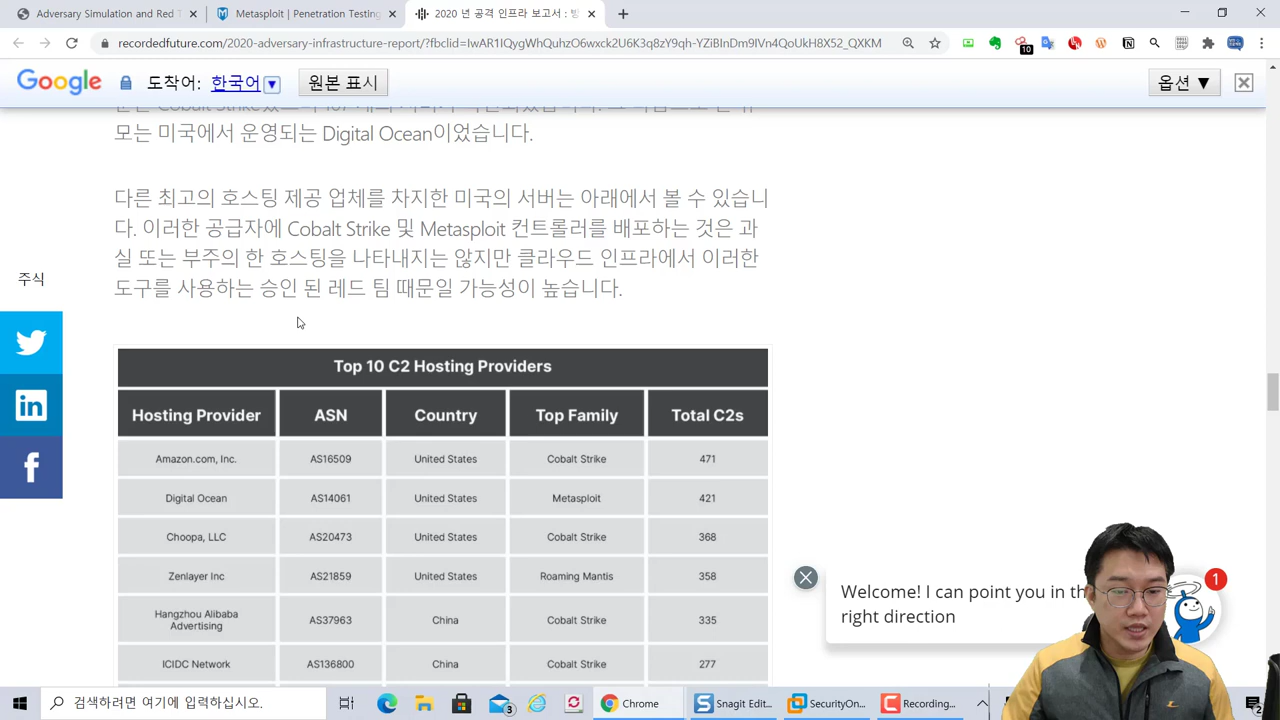 Adversary Simulation and Red T
Metasploit | Penetration Testing
2020 년 공격 인프라 보고서 : 방
recordedfuture.com/2020-adversary-infrastructure-report/?fbclid=IwAR1IQygWhQuhzO6wxck2U6K3q8zY9qh-YZiBInDm9IVn4QoUkH8X52_QXKM
10
Google 도착어: 한국어 ▼ 원본 표시 옵션 ▼
모는 미국에서 운영되는 Digital Ocean이었습니다.
다른 최고의 호스팅 제공 업체를 차지한 미국의 서버는 아래에서 볼 수 있습니
다. 이러한 공급자에 Cobalt Strike 및 Metasploit 컨트롤러를 배포하는 것은 과
실 또는 부주의 한 호스팅을 나타내지는 않지만 클라우드 인프라에서 이러한
도구를 사용하는 승인 된 레드 팀 때문일 가능성이 높습니다.
주식
Top 10 C2 Hosting Providers
Hosting Provider ASN Country Top Family Total C2s
Amazon.com, Inc. AS16509 United States Cobalt Strike 471
Digital Ocean AS14061 United States Metasploit 421
Choopa, LLC AS20473 United States Cobalt Strike 368
Zenlayer Inc AS21859 United States Roaming Mantis 358
Hangzhou Alibaba
Advertising AS37963 China Cobalt Strike 335
ICIDC Network AS136800 China Cobalt Strike 277
Welcome! I can point you in th
right direction
1
검색하려면 여기에 입력하십시오.
3
Chrome
Snagit Edit...
SecurityOn...
Recording...
2